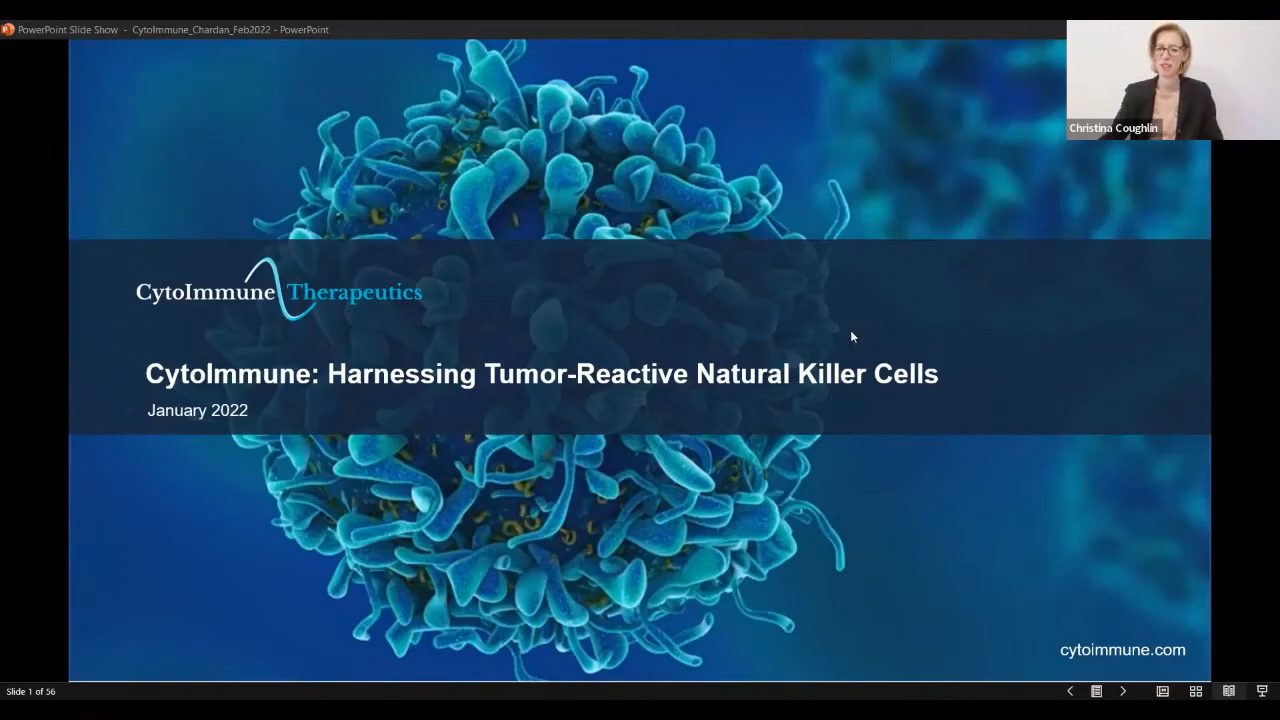 PowerPoint Slide Show - CytoImmune_Chardan_Feb2022 - PowerPoint
Christina Coughlin
CytoImmune Therapeutics
CytoImmune: Harnessing Tumor-Reactive Natural Killer Cells
January 2022
cytoimmune.com
Slide 1 of 56